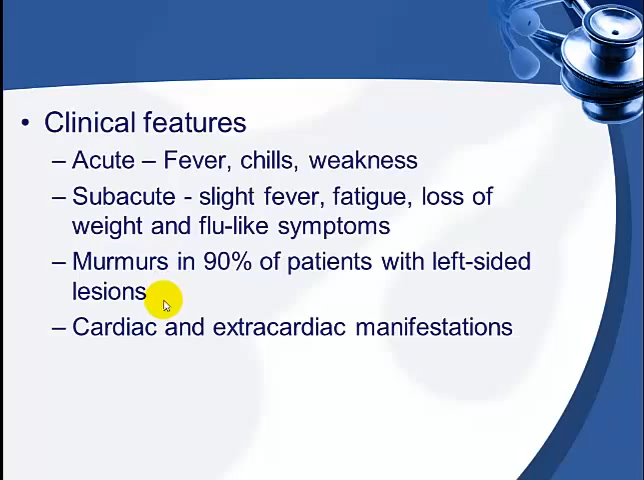 • Clinical features
– Acute – Fever, chills, weakness
– Subacute - slight fever, fatigue, loss of
weight and flu-like symptoms
– Murmurs in 90% of patients with left-sided
lesions
– Cardiac and extracardiac manifestations